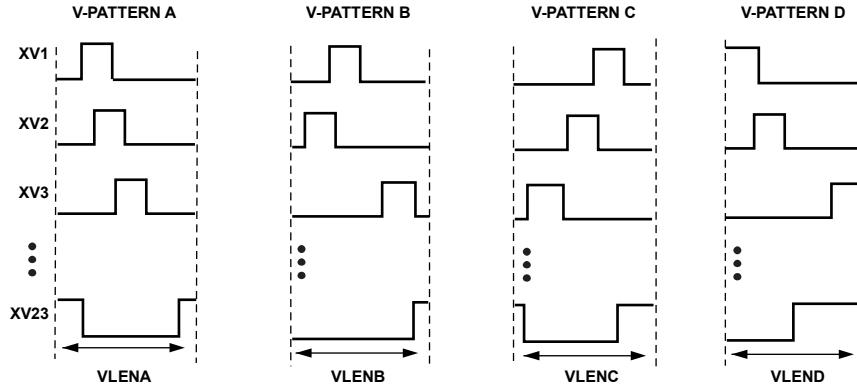 V-PATTERN A V-PATTERN B V-PATTERN C V-PATTERN D
XV1
XV2
XV3
XV23
VLENA VLENB VLENC VLEND